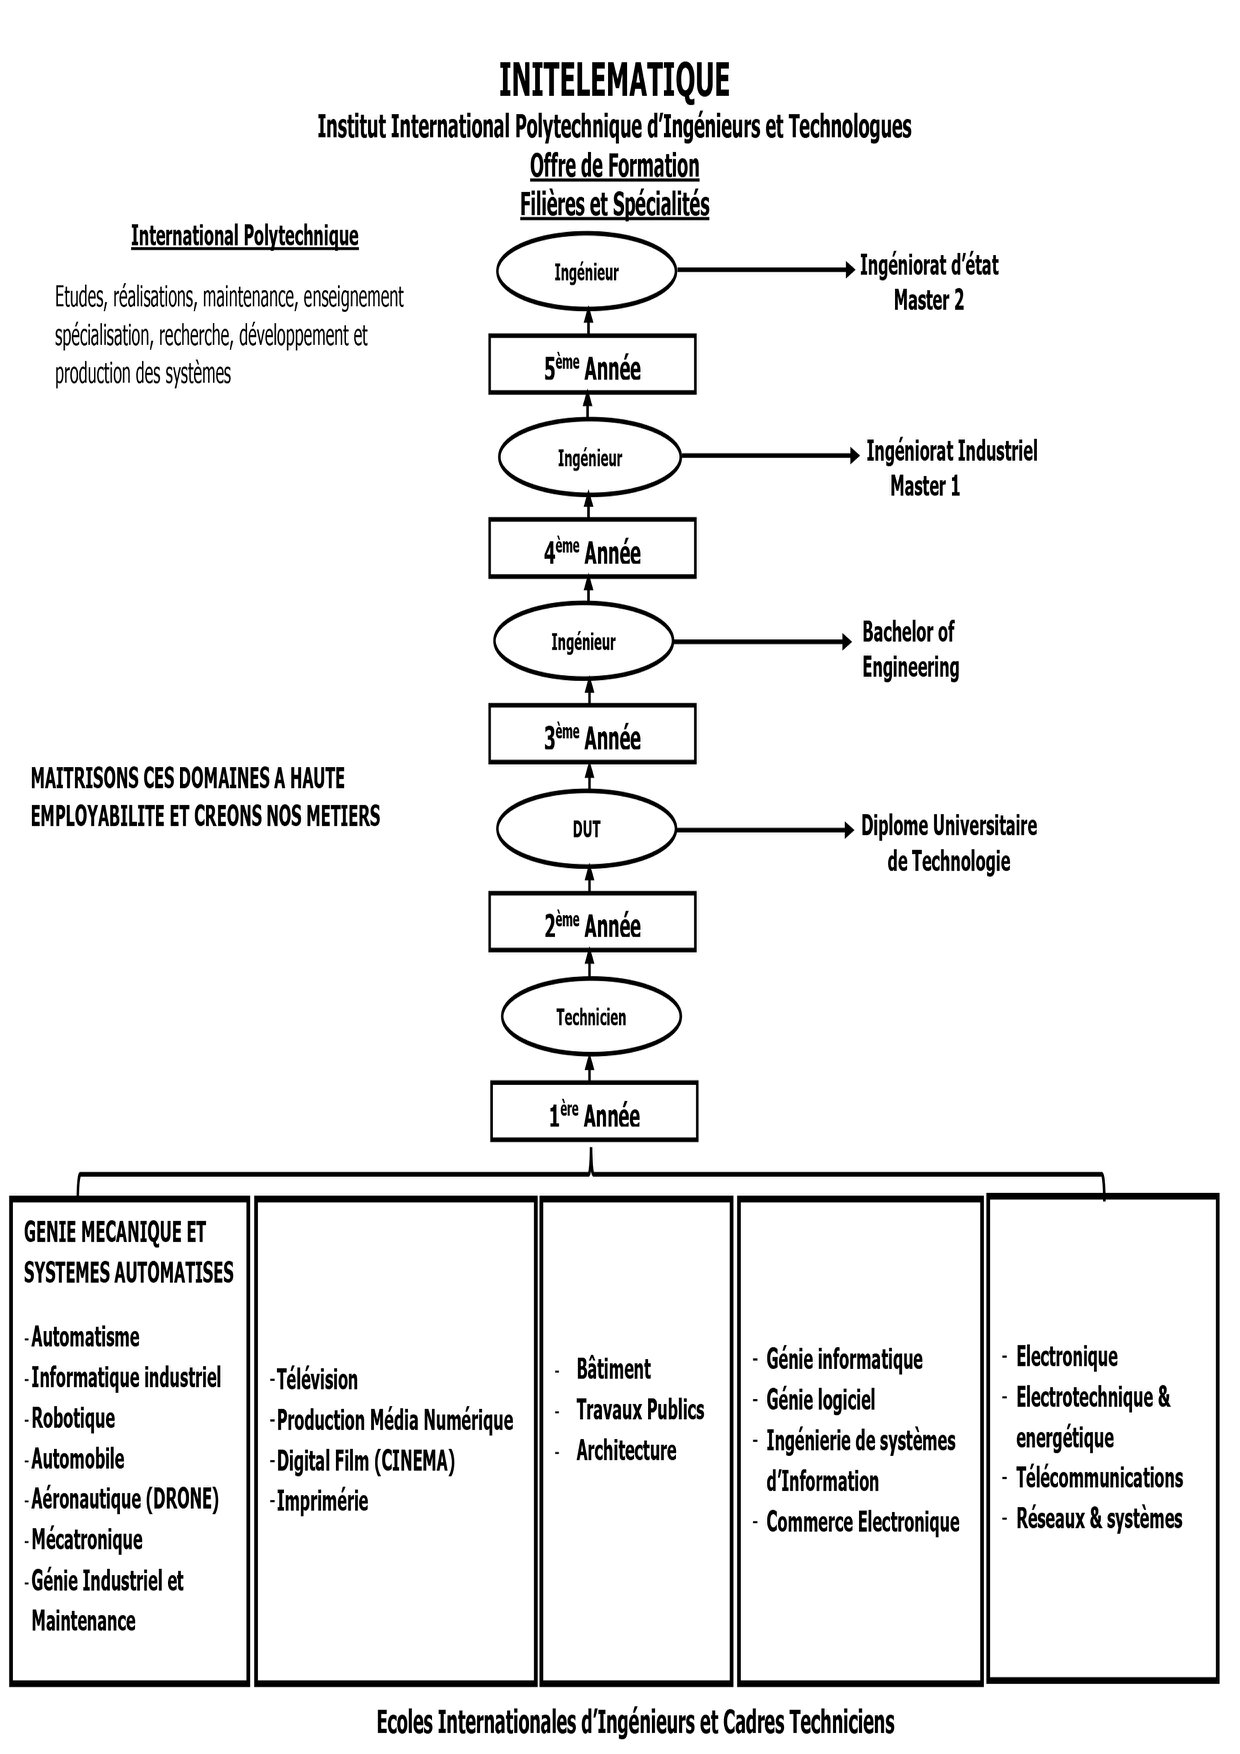 INITELEMATIQUE
Institut International Polytechnique d'Ingénieurs et Technologues
Offre de Formation
Filières et Spécialités
International Polytechnique
Etudes, réalisations, maintenance, enseignement
spécialisation, recherche, développement et
production des systèmes
Ingénieur
Ingéniorat d'état
Master 2
5ème Année
Ingénieur
Ingéniorat Industriel
Master 1
4ème Année
Ingénieur
Bachelor of
Engineering
3ème Année
MAITRISONS CES DOMAINES A HAUTE
EMPLOYABILITE ET CREONS NOS METIERS
DUT
Diplome Universitaire
de Technologie
2ème Année
Technicien
1ère Année
GENIE MECANIQUE ET
SYSTEMES AUTOMATISES
- Automatisme
- Informatique industriel
- Robotique
- Automobile
- Aéronautique (DRONE)
- Mécatronique
- Génie Industriel et
Maintenance
- Télévision
- Production Média Numérique
- Digital Film (CINEMA)
- Imprimérie
- Bâtiment
- Travaux Publics
- Architecture
- Génie informatique
- Génie logiciel
- Ingénierie de systèmes
d'Information
- Commerce Electronique
- Electronique
- Electrotechnique &
énergétique
- Télécommunications
- Réseaux & systèmes
Ecoles Internationales d'Ingénieurs et Cadres Techniciens